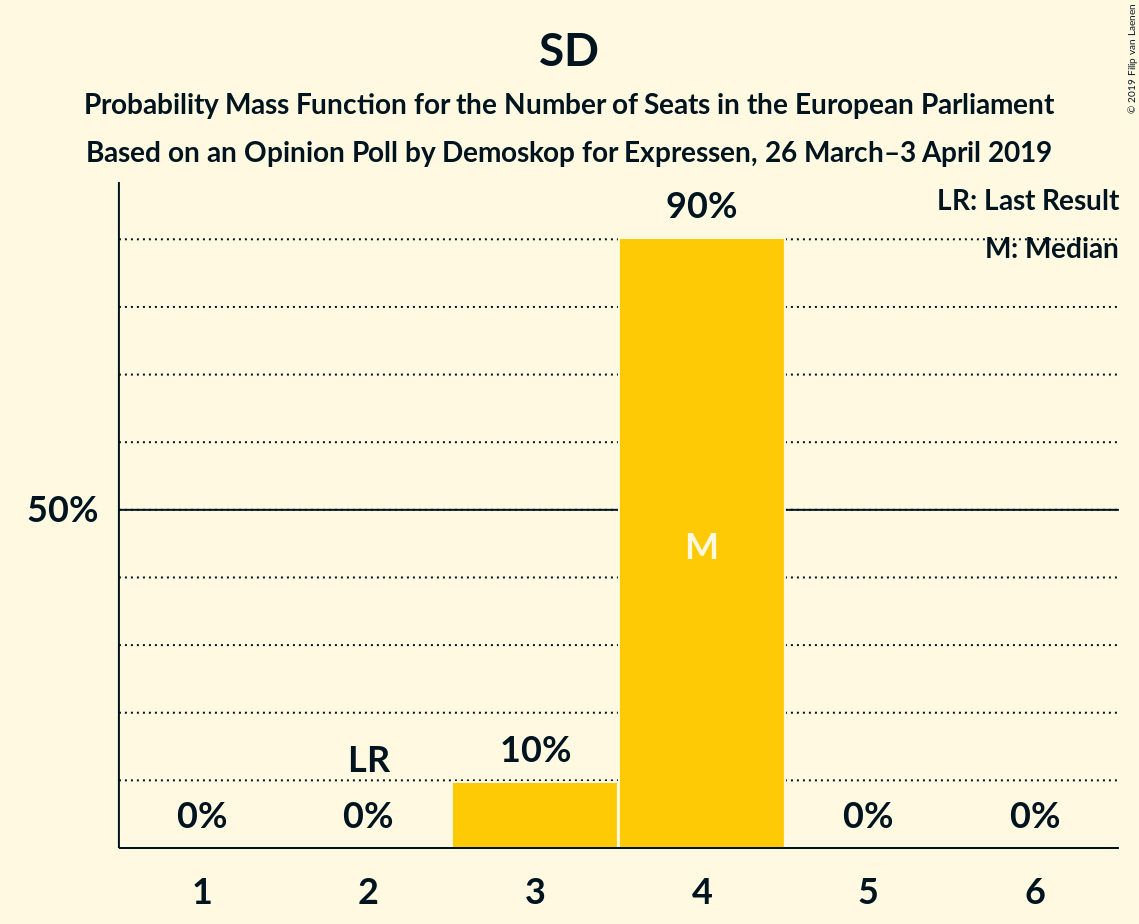 SD
Probability Mass Function for the Number of Seats in the European Parliament
Based on an Opinion Poll by Demoskop for Expressen, 26 March–3 April 2019
© 2019 Filip van Laenen
LR: Last Result
M: Median
90%
50%
M
LR
10%
0% 0% 0% 0%
1 2 3 4 5 6